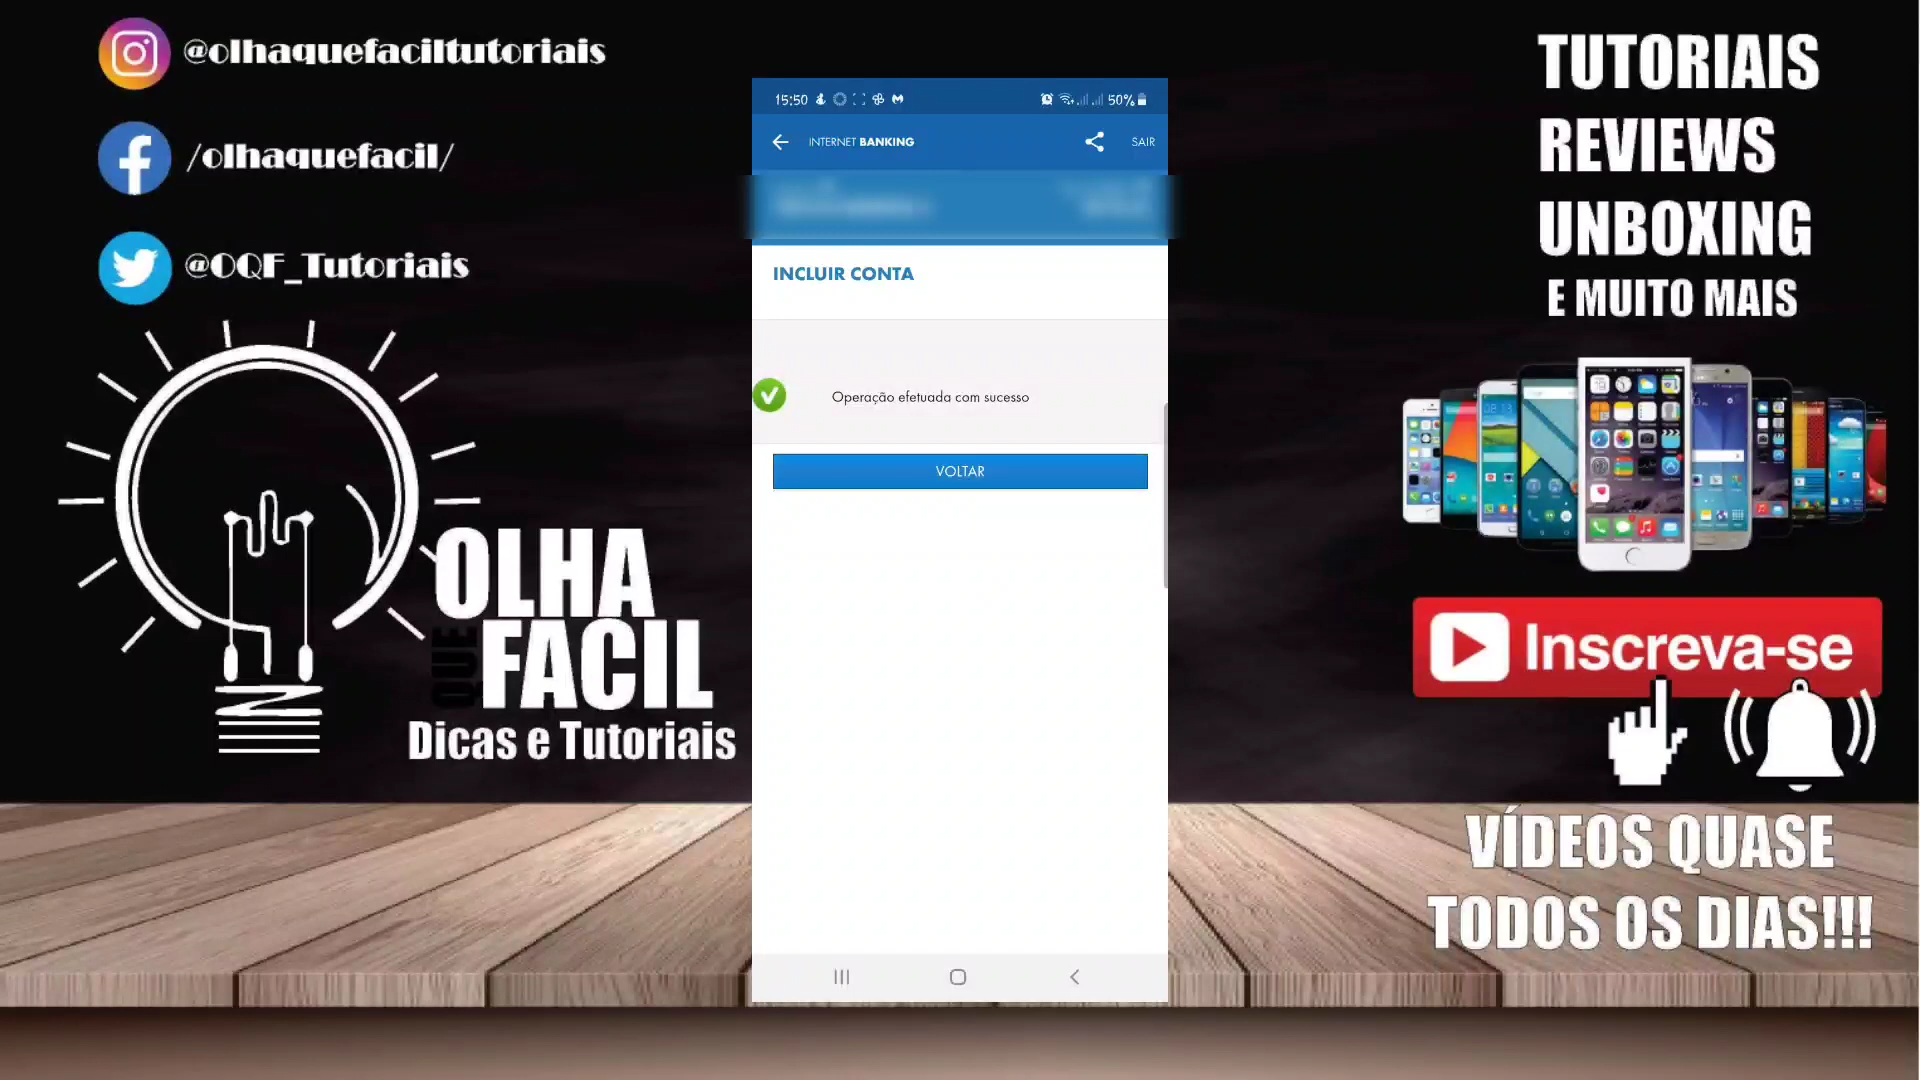 @olhaquefaciltutoriais
/olhaquefacil/
@OQF_Tutoriais
OLHA
QUE
FACIL
Dicas e Tutoriais
15:50
50%
INTERNET BANKING
SAIR
INCLUIR CONTA
Operação efetuada com sucesso
VOLTAR
TUTORIAIS
REVIEWS
UNBOXING
E MUITO MAIS
Inscreva-se
VÍDEOS QUASE
TODOS OS DIAS!!!